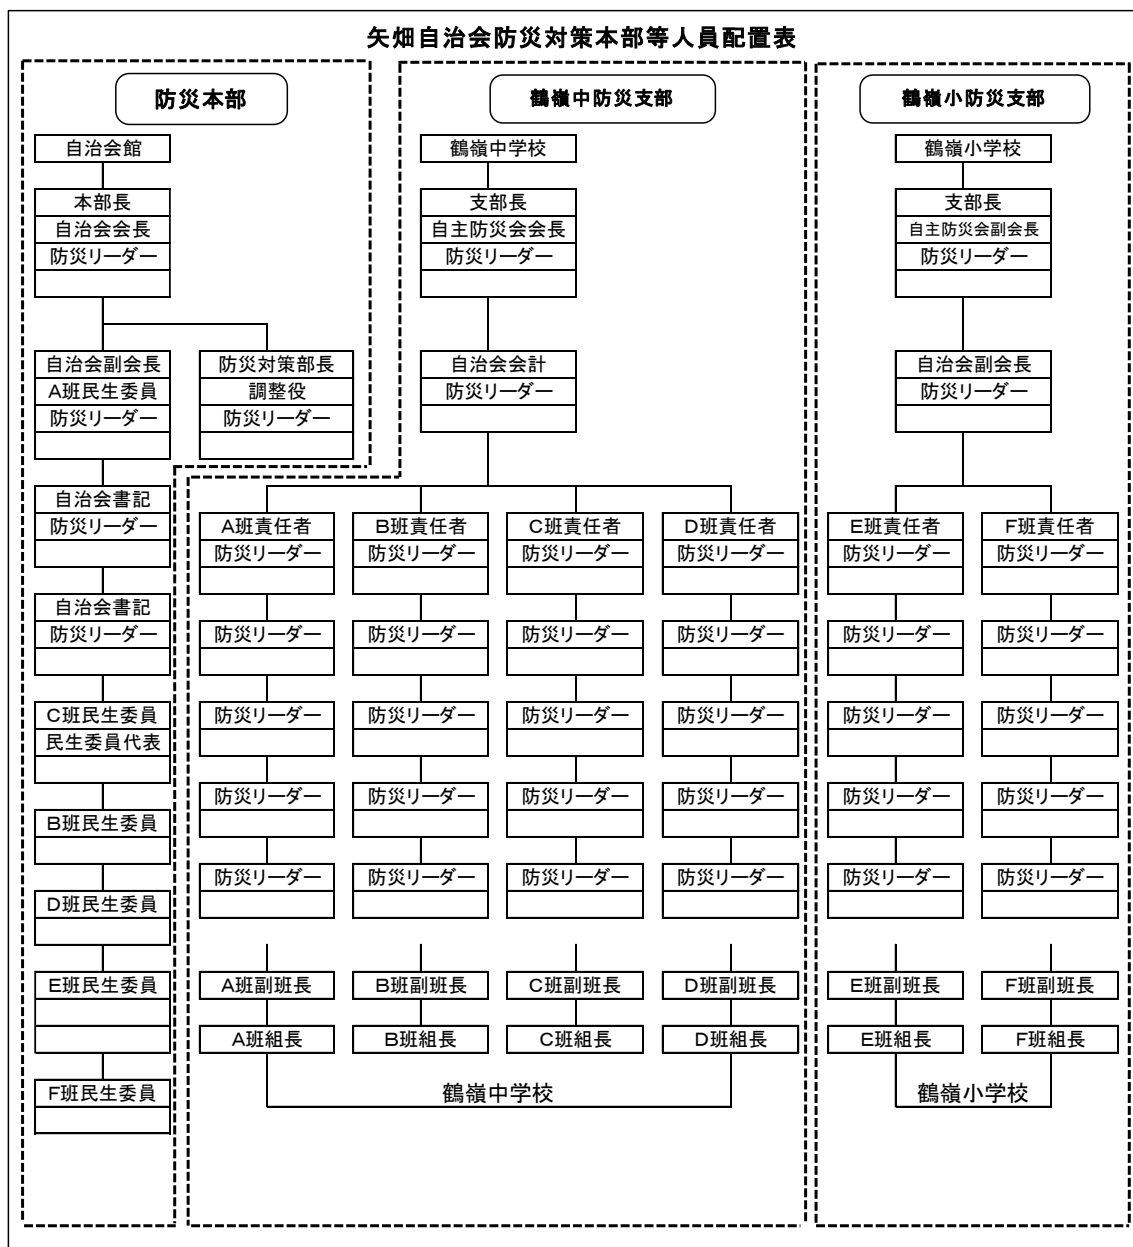 矢畑自治会防災対策本部等人員配置表
防災本部
自治会館
本部長
自治会会長
防災リーダー
自治会副会長
A班民生委員
防災リーダー
防災対策部長
調整役
防災リーダー
自治会書記
防災リーダー
自治会書記
防災リーダー
C班民生委員
民生委員代表
B班民生委員
D班民生委員
E班民生委員
F班民生委員
鶴嶺中防災支部
鶴嶺中学校
支部長
自主防災会会長
防災リーダー
自治会会計
防災リーダー
A班責任者
防災リーダー
防災リーダー
防災リーダー
防災リーダー
防災リーダー
A班副班長
A班組長
B班責任者
防災リーダー
防災リーダー
防災リーダー
防災リーダー
防災リーダー
B班副班長
B班組長
C班責任者
防災リーダー
防災リーダー
防災リーダー
防災リーダー
防災リーダー
C班副班長
C班組長
D班責任者
防災リーダー
防災リーダー
防災リーダー
防災リーダー
防災リーダー
D班副班長
D班組長
鶴嶺中学校
鶴嶺小防災支部
鶴嶺小学校
支部長
自主防災会副会長
防災リーダー
自治会副会長
防災リーダー
E班責任者
防災リーダー
防災リーダー
防災リーダー
防災リーダー
防災リーダー
E班副班長
E班組長
F班責任者
防災リーダー
防災リーダー
防災リーダー
防災リーダー
防災リーダー
F班副班長
F班組長
鶴嶺小学校